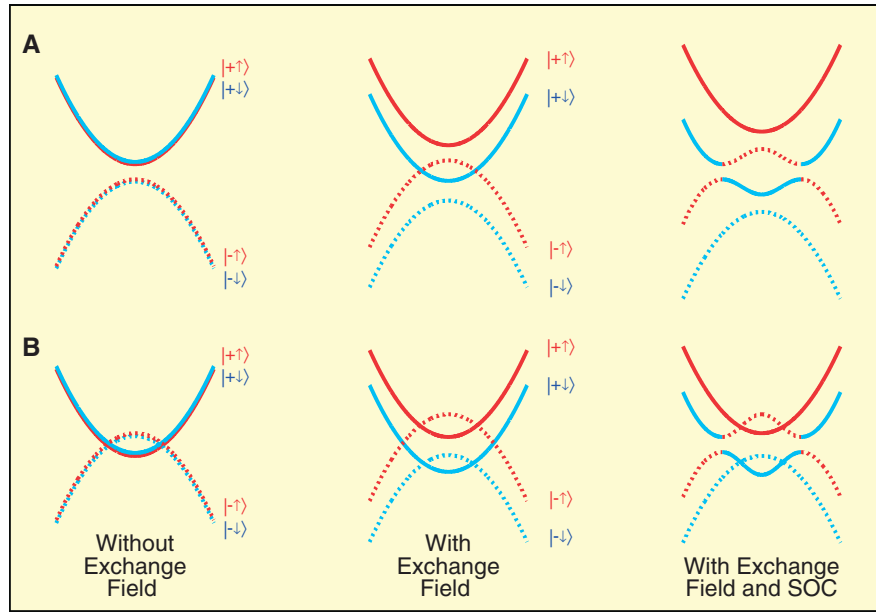 A
|+↑⟩
|+↓⟩
|-↑⟩
|-↓⟩
|+↑⟩
|+↓⟩
|-↑⟩
|-↓⟩
B
|+↑⟩
|+↓⟩
|-↑⟩
|-↓⟩
|+↑⟩
|+↓⟩
|-↑⟩
|-↓⟩
Without
Exchange
Field
With
Exchange
Field
With Exchange
Field and SOC